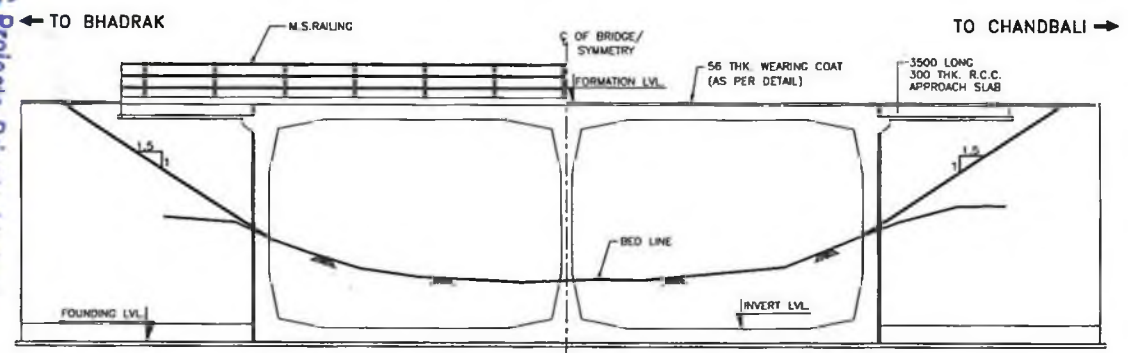 TO BHADRAK
M.S.RAILING
℄ OF BRIDGE/
SYMMETRY
TO CHANDBALI
56 THK. WEARING COAT
(AS PER DETAIL)
3500 LONG
300 THK. R.C.C.
APPROACH SLAB
FORMATION LVL.
1.5
1
1.5
1
BED LINE
FOUNDING LVL.
INVERT LVL.